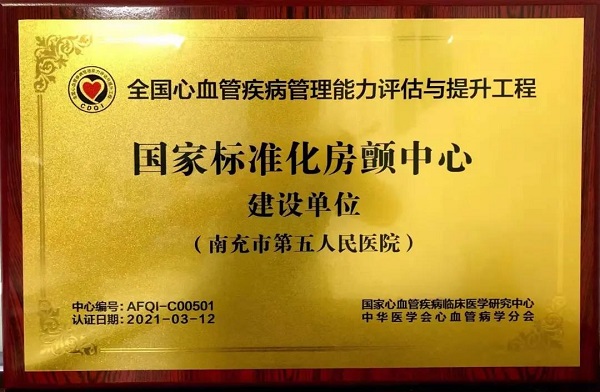 CDQI
全国心血管疾病管理能力评估与提升工程
国家标准化房颤中心
建设单位
（南充市第五人民医院）
中心编号: AFQI-C00501
认证日期: 2021-03-12
国家心血管疾病临床医学研究中心
中华医学会心血管病学分会